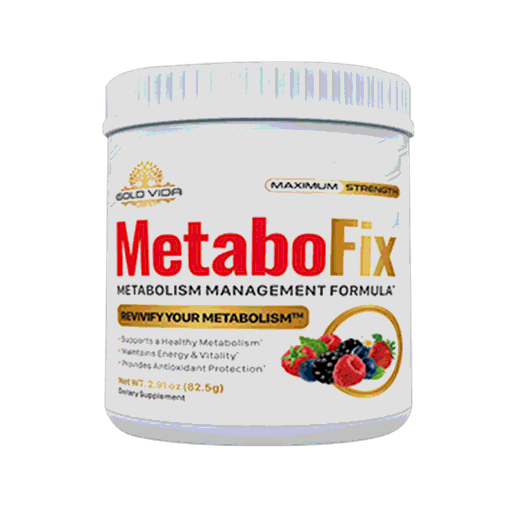 GOLD VIDA
MAXIMUM STRENGTH
MetaboFix
METABOLISM MANAGEMENT FORMULA*
REVIVIFY YOUR METABOLISM™
• Supports a Healthy Metabolism*
• Maintains Energy & Vitality*
• Provides Antioxidant Protection*
Net WT. 2.91 oz (82.5g)
Dietary Supplement